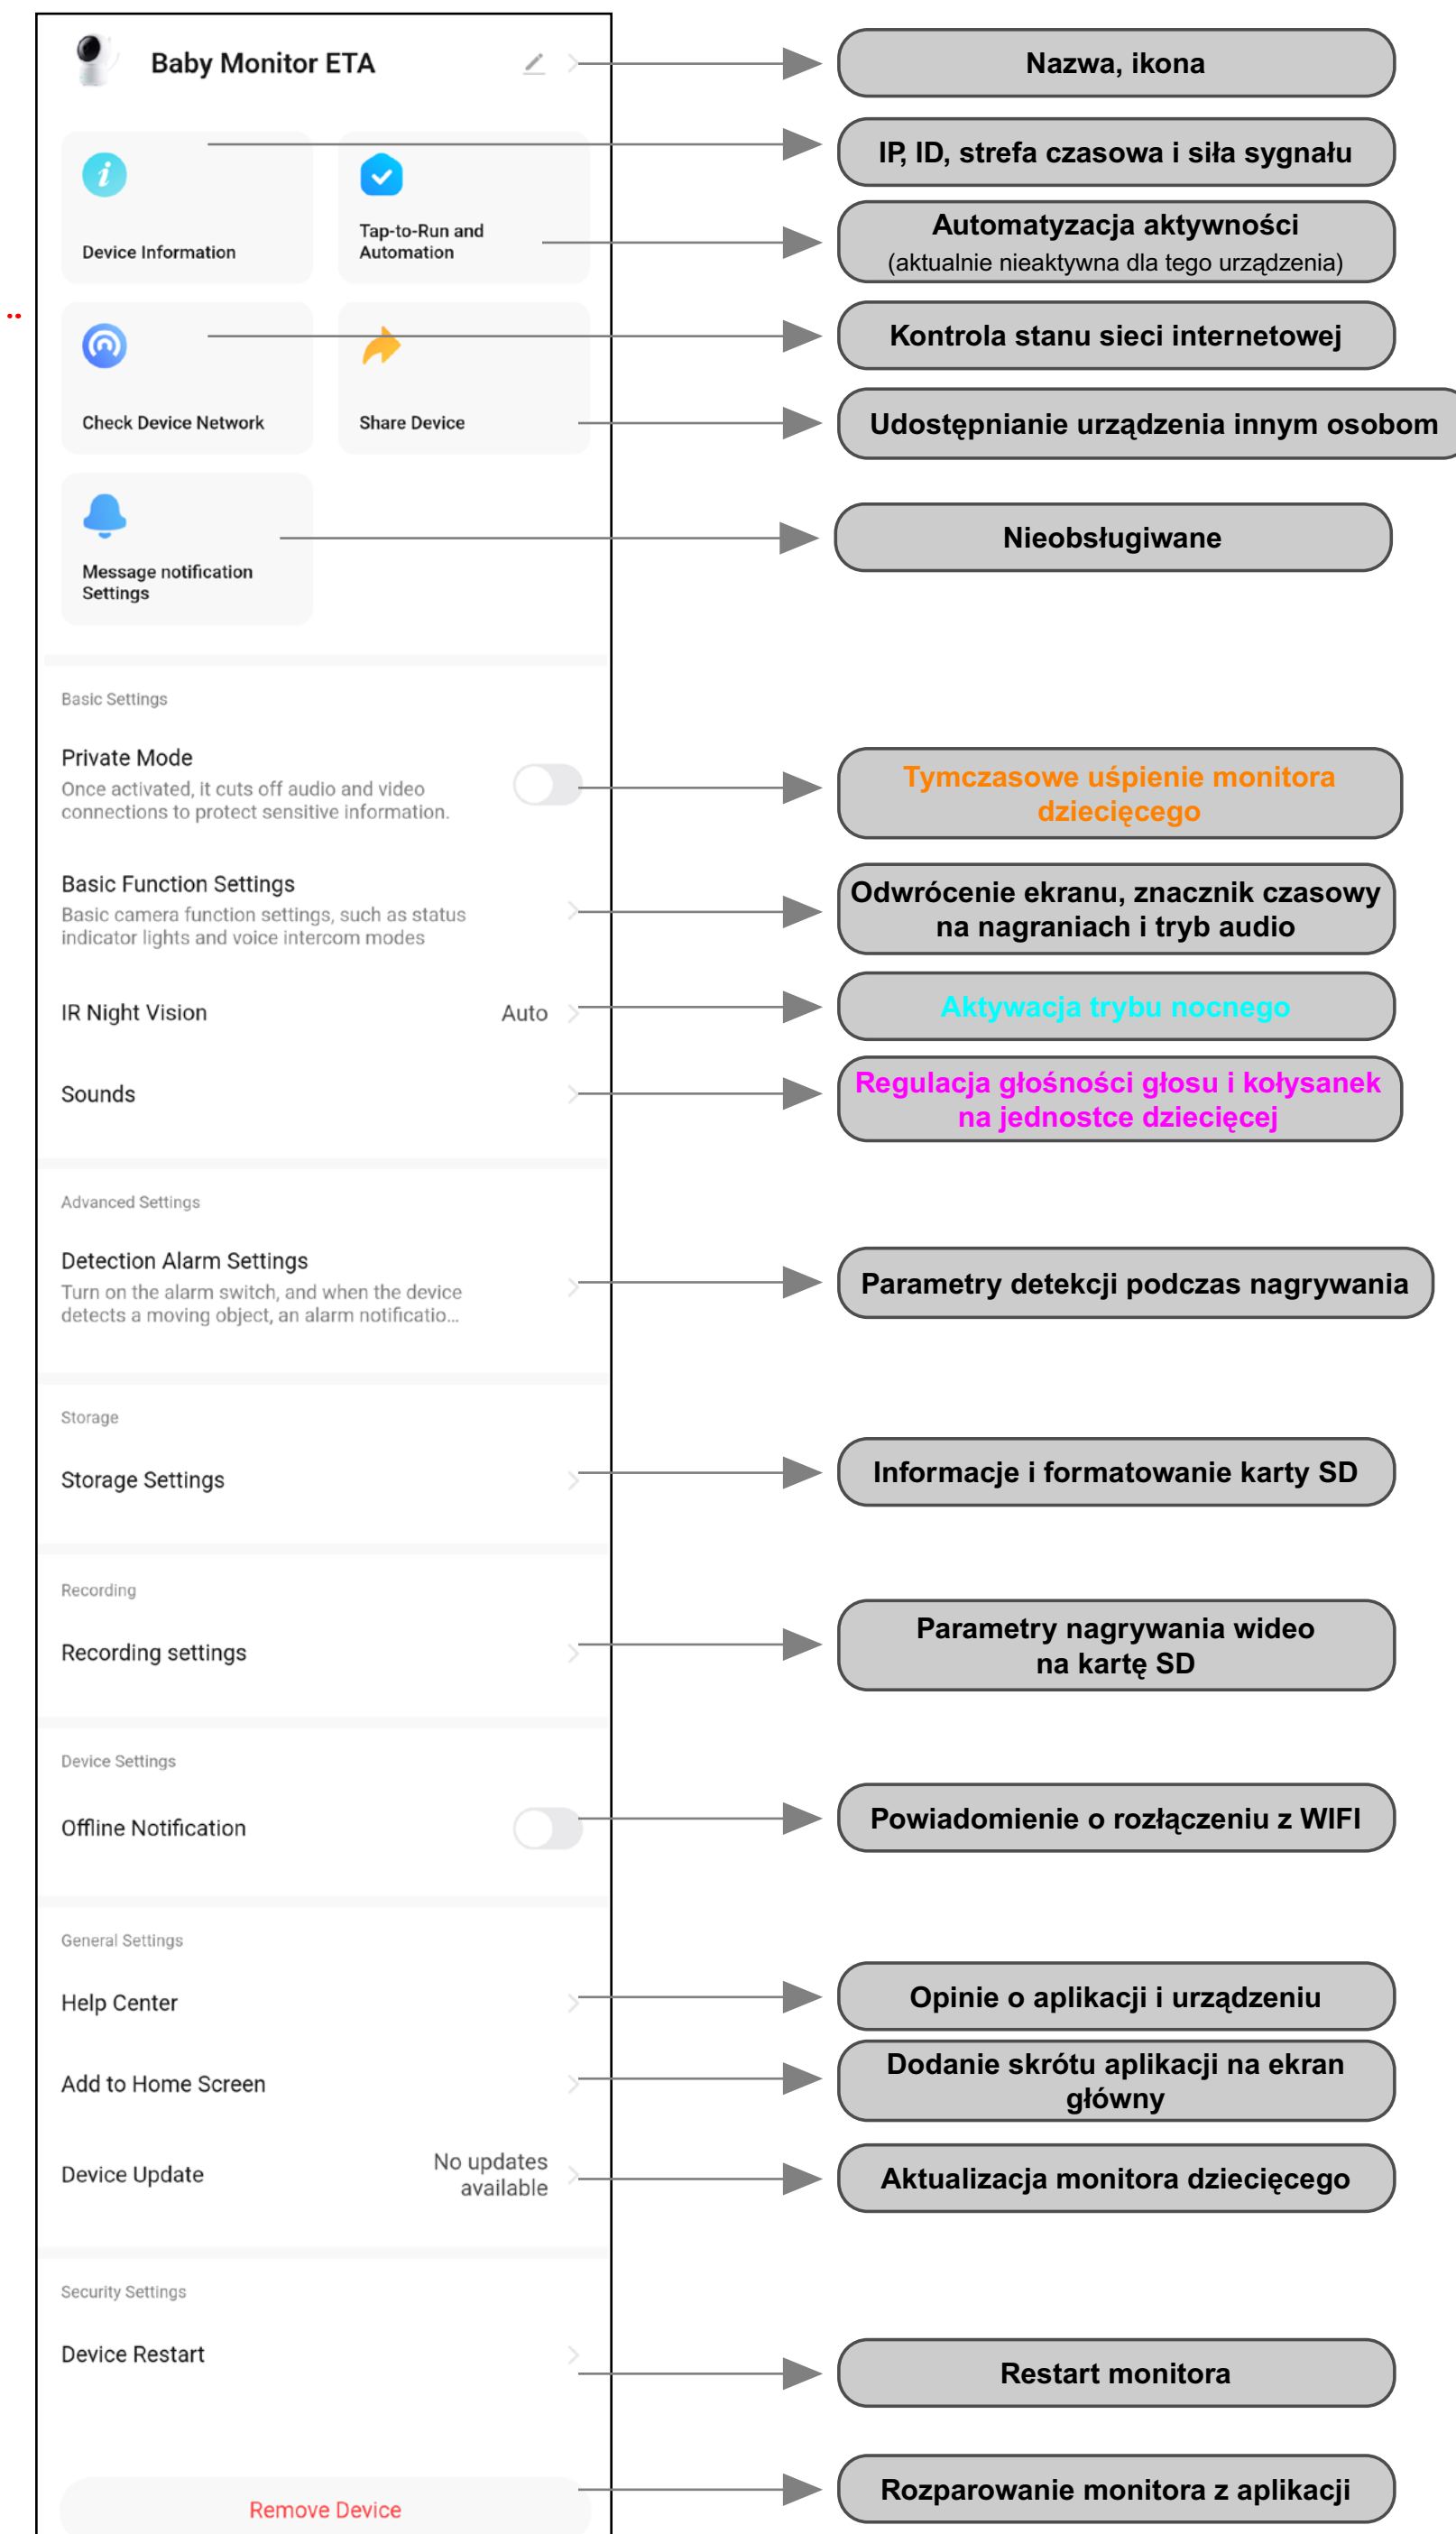 Baby Monitor ETA
Nazwa, ikona
Device Information
IP, ID, strefa czasowa i siła sygnału
Tap-to-Run and
Automation
Automatyzacja aktywności
(aktualnie nieaktywna dla tego urządzenia)
Check Device Network
Kontrola stanu sieci internetowej
Share Device
Udostępnianie urządzenia innym osobom
Message notification
Settings
Nieobsługiwane
Basic Settings
Private Mode
Once activated, it cuts off audio and video
connections to protect sensitive information.
Tymczasowe uśpienie monitora
dziecięcego
Basic Function Settings
Basic camera function settings, such as status
indicator lights and voice intercom modes
Odwrócenie ekranu, znacznik czasowy
na nagraniach i tryb audio
IR Night Vision Auto
Aktywacja trybu nocnego
Sounds
Regulacja głośności głosu i kołysanek
na jednostce dziecięcej
Advanced Settings
Detection Alarm Settings
Turn on the alarm switch, and when the device
detects a moving object, an alarm notificatio...
Parametry detekcji podczas nagrywania
Storage
Storage Settings
Informacje i formatowanie karty SD
Recording
Recording settings
Parametry nagrywania wideo
na kartę SD
Device Settings
Offline Notification
Powiadomienie o rozłączeniu z WIFI
General Settings
Help Center
Opinie o aplikacji i urządzeniu
Add to Home Screen
Dodanie skrótu aplikacji na ekran
główny
Device Update
No updates
available
Aktualizacja monitora dziecięcego
Security Settings
Device Restart
Restart monitora
Remove Device
Rozparowanie monitora z aplikacji